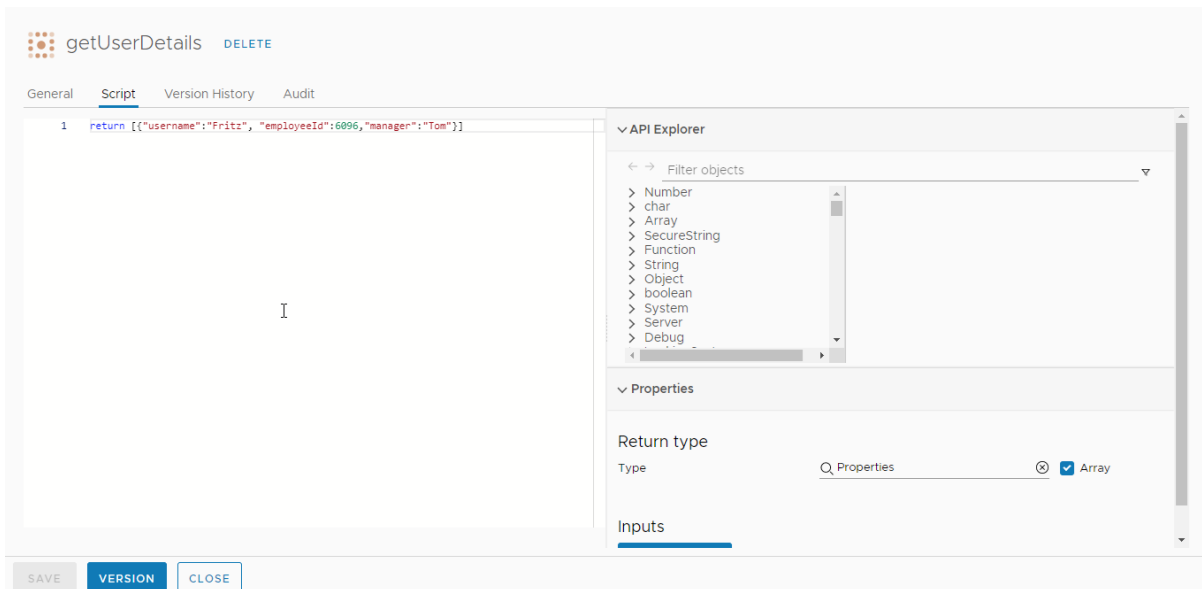 getUserDetails DELETE
General Script Version History Audit
1 return [{"username":"Fritz", "employeeId":6096,"manager":"Tom"}]
API Explorer
Filter objects
Number
char
Array
SecureString
Function
String
Object
boolean
System
Server
Debug
Properties
Return type
Type Properties Array
Inputs
SAVE VERSION CLOSE